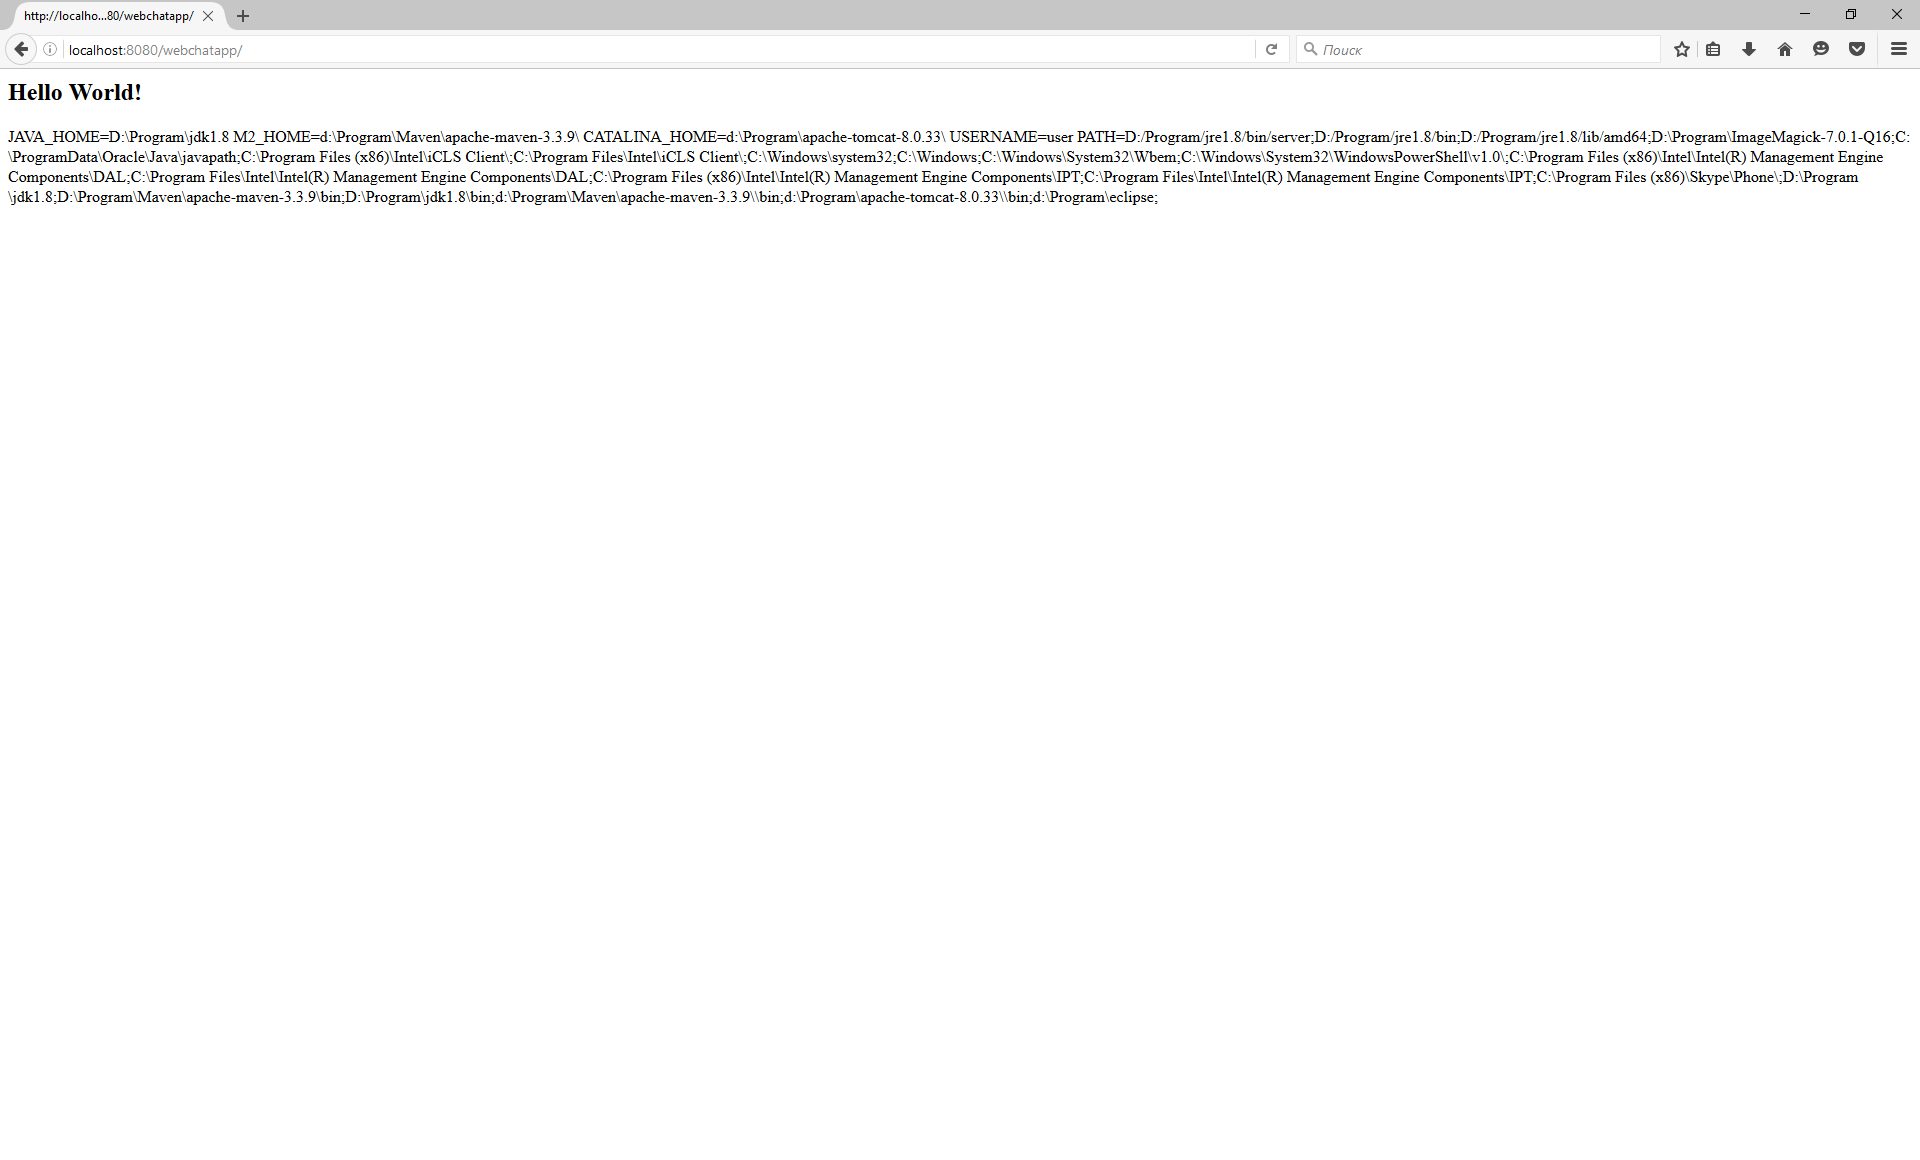 http://localho...80/webchatapp/
localhost:8080/webchatapp/
Поиск
Hello World!
JAVA_HOME=D:\Program\jdk1.8 M2_HOME=d:\Program\Maven\apache-maven-3.3.9\ CATALINA_HOME=d:\Program\apache-tomcat-8.0.33\ USERNAME=user PATH=D:/Program/jre1.8/bin/server;D:/Program/jre1.8/bin;D:/Program/jre1.8/lib/amd64;D:\Program\ImageMagick-7.0.1-Q16;C:
\ProgramData\Oracle\Java\javapath;C:\Program Files (x86)\Intel\iCLS Client\;C:\Program Files\Intel\iCLS Client\;C:\Windows\system32;C:\Windows;C:\Windows\System32\Wbem;C:\Windows\System32\WindowsPowerShell\v1.0\;C:\Program Files (x86)\Intel\Intel(R) Management Engine
Components\DAL;C:\Program Files\Intel\Intel(R) Management Engine Components\DAL;C:\Program Files (x86)\Intel\Intel(R) Management Engine Components\IPT;C:\Program Files\Intel\Intel(R) Management Engine Components\IPT;C:\Program Files (x86)\Skype\Phone\;D:\Program
\jdk1.8;D:\Program\Maven\apache-maven-3.3.9\bin;D:\Program\jdk1.8\bin;d:\Program\Maven\apache-maven-3.3.9\\bin;d:\Program\apache-tomcat-8.0.33\\bin;d:\Program\eclipse;